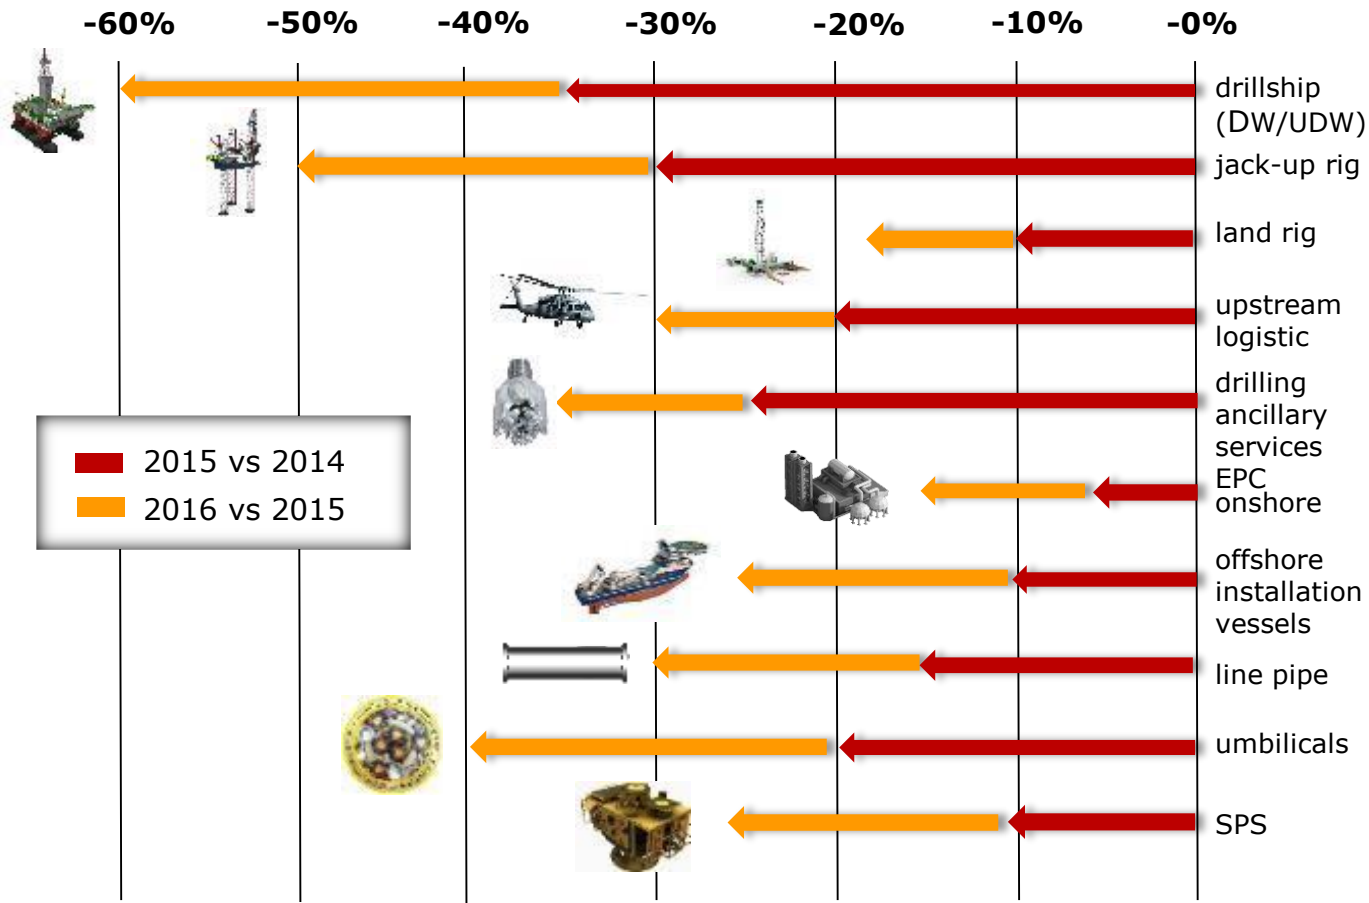 -60% -50% -40% -30% -20% -10% -0%
drillship
(DW/UDW)
jack-up rig
land rig
upstream
logistic
drilling
ancillary
services
EPC
onshore
2015 vs 2014
2016 vs 2015
offshore
installation
vessels
line pipe
umbilicals
SPS